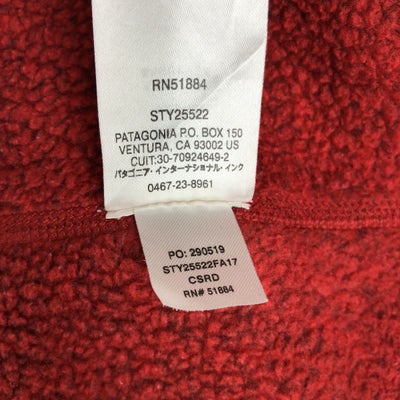 RN51884
STY25522
PATAGONIA P.O. BOX 150
VENTURA, CA 93002 US
CUIT:30-70924649-2
パタゴニア・インターナショナル・インク
0467-23-8961
PO: 290519
STY25522FA17
CSRD
RN# 51884